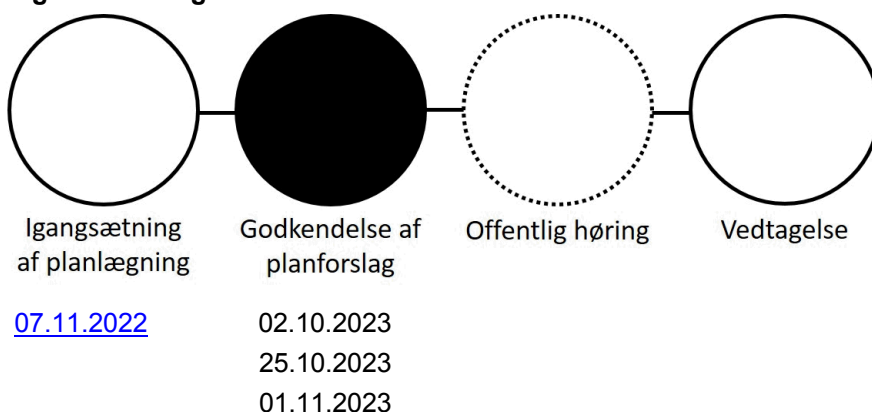 Igangsætning
af planlægning
Godkendelse af
planforslag
Offentlig høring
Vedtagelse
07.11.2022
02.10.2023
25.10.2023
01.11.2023